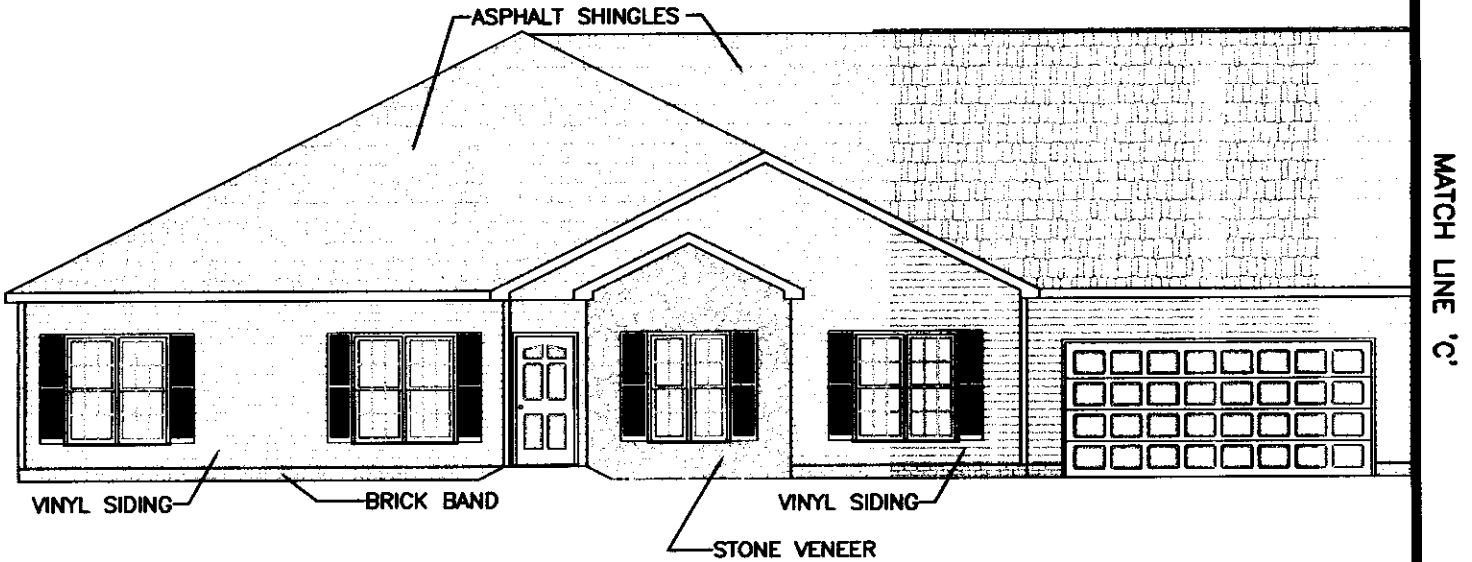 ASPHALT SHINGLES
MATCH LINE 'C'
VINYL SIDING
BRICK BAND
VINYL SIDING
STONE VENEER